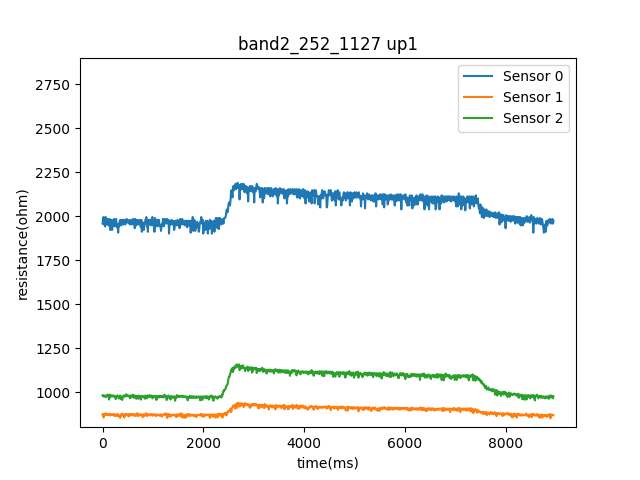 band2_252_1127 up1
Sensor 0
Sensor 1
Sensor 2
resistance(ohm)
2750
2500
2250
2000
1750
1500
1250
1000
0 2000 4000 6000 8000
time(ms)